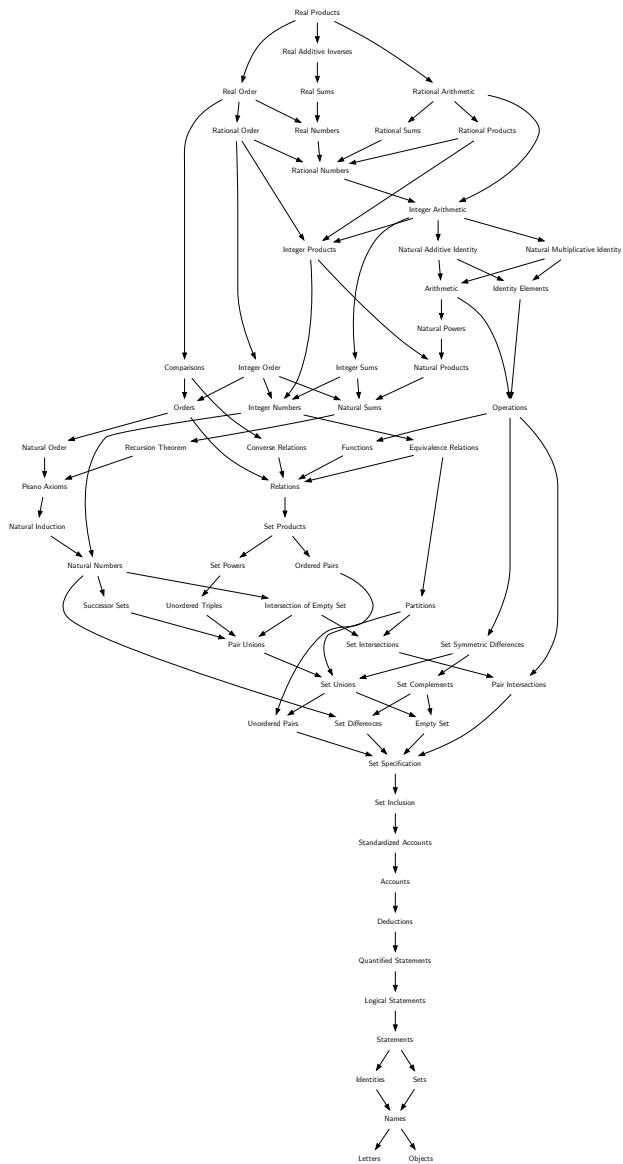 Real Products
Real Additive Inverses
Real Order
Real Sums
Rational Arithmetic
Rational Order
Real Numbers
Rational Sums
Rational Products
Rational Numbers
Integer Arithmetic
Integer Products
Natural Additive Identity
Natural Multiplicative Identity
Arithmetic
Identity Elements
Natural Powers
Comparisons
Integer Order
Integer Sums
Natural Products
Orders
Integer Numbers
Natural Sums
Operations
Natural Order
Recursion Theorem
Converse Relations
Functions
Equivalence Relations
Peano Axioms
Relations
Natural Induction
Set Products
Natural Numbers
Set Powers
Ordered Pairs
Successor Sets
Unordered Triples
Intersection of Empty Set
Partitions
Pair Unions
Set Intersections
Set Symmetric Differences
Set Unions
Set Complements
Pair Intersections
Unordered Pairs
Set Differences
Empty Set
Set Specification
Set Inclusion
Standardized Accounts
Accounts
Deductions
Quantified Statements
Logical Statements
Statements
Identities
Sets
Names
Letters
Objects